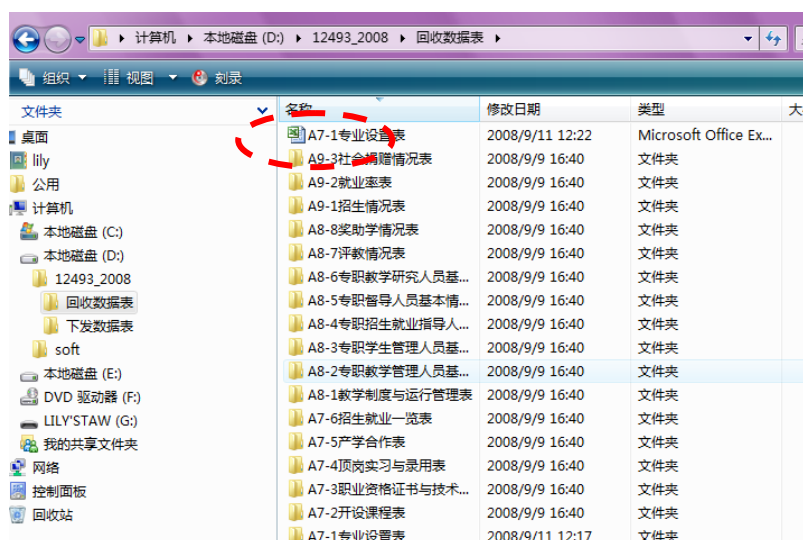 计算机 ▸ 本地磁盘 (D:) ▸ 12493_2008 ▸ 回收数据表 ▸
组织 视图 刻录
文件夹 名称 修改日期 类型 大
桌面 A7-1专业设置表 2008/9/11 12:22 Microsoft Office Ex...
lily A9-3社会捐赠情况表 2008/9/9 16:40 文件夹
公用 A9-2就业率表 2008/9/9 16:40 文件夹
计算机 A9-1招生情况表 2008/9/9 16:40 文件夹
本地磁盘 (C:) A8-8奖助学情况表 2008/9/9 16:40 文件夹
本地磁盘 (D:) A8-7评教情况表 2008/9/9 16:40 文件夹
12493_2008 A8-6专职教学研究人员基... 2008/9/9 16:40 文件夹
回收数据表 A8-5专职督导人员基本情... 2008/9/9 16:40 文件夹
下发数据表 A8-4专职招生就业指导人... 2008/9/9 16:40 文件夹
soft A8-3专职学生管理人员基... 2008/9/9 16:40 文件夹
本地磁盘 (E:) A8-2专职教学管理人员基... 2008/9/9 16:40 文件夹
DVD 驱动器 (F:) A8-1教学制度与运行管理表 2008/9/9 16:40 文件夹
LILY'STAW (G:) A7-6招生就业一览表 2008/9/9 16:40 文件夹
我的共享文件夹 A7-5产学合作表 2008/9/9 16:40 文件夹
网络 A7-4顶岗实习与录用表 2008/9/9 16:40 文件夹
控制面板 A7-3职业资格证书与技术... 2008/9/9 16:40 文件夹
回收站 A7-2开设课程表 2008/9/9 16:40 文件夹
A7-1专业设置表 2008/9/11 12:17 文件夹